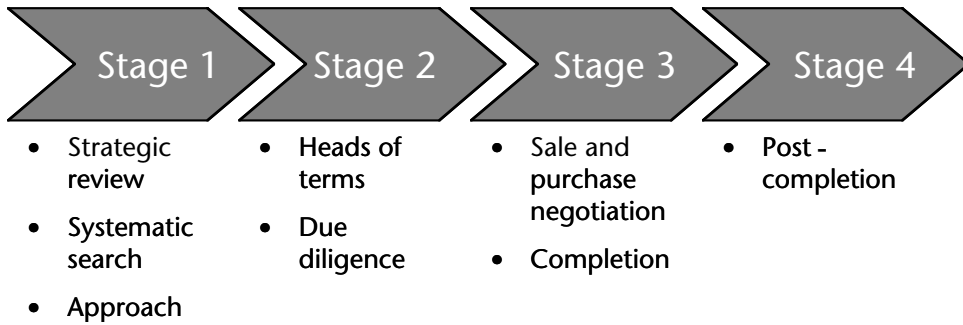 Stage 1
Stage 2
Stage 3
Stage 4
• Strategic
review
• Systematic
search
• Approach
• Heads of
terms
• Due
diligence
• Sale and
purchase
negotiation
• Completion
• Post -
completion